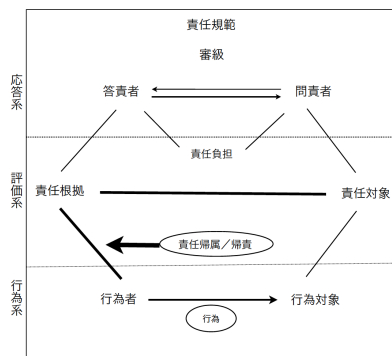 責任規範
審級
応答系
答責者
問責者
責任負担
評価系
責任根拠
責任対象
責任帰属／帰責
行為系
行為者
行為対象
行為